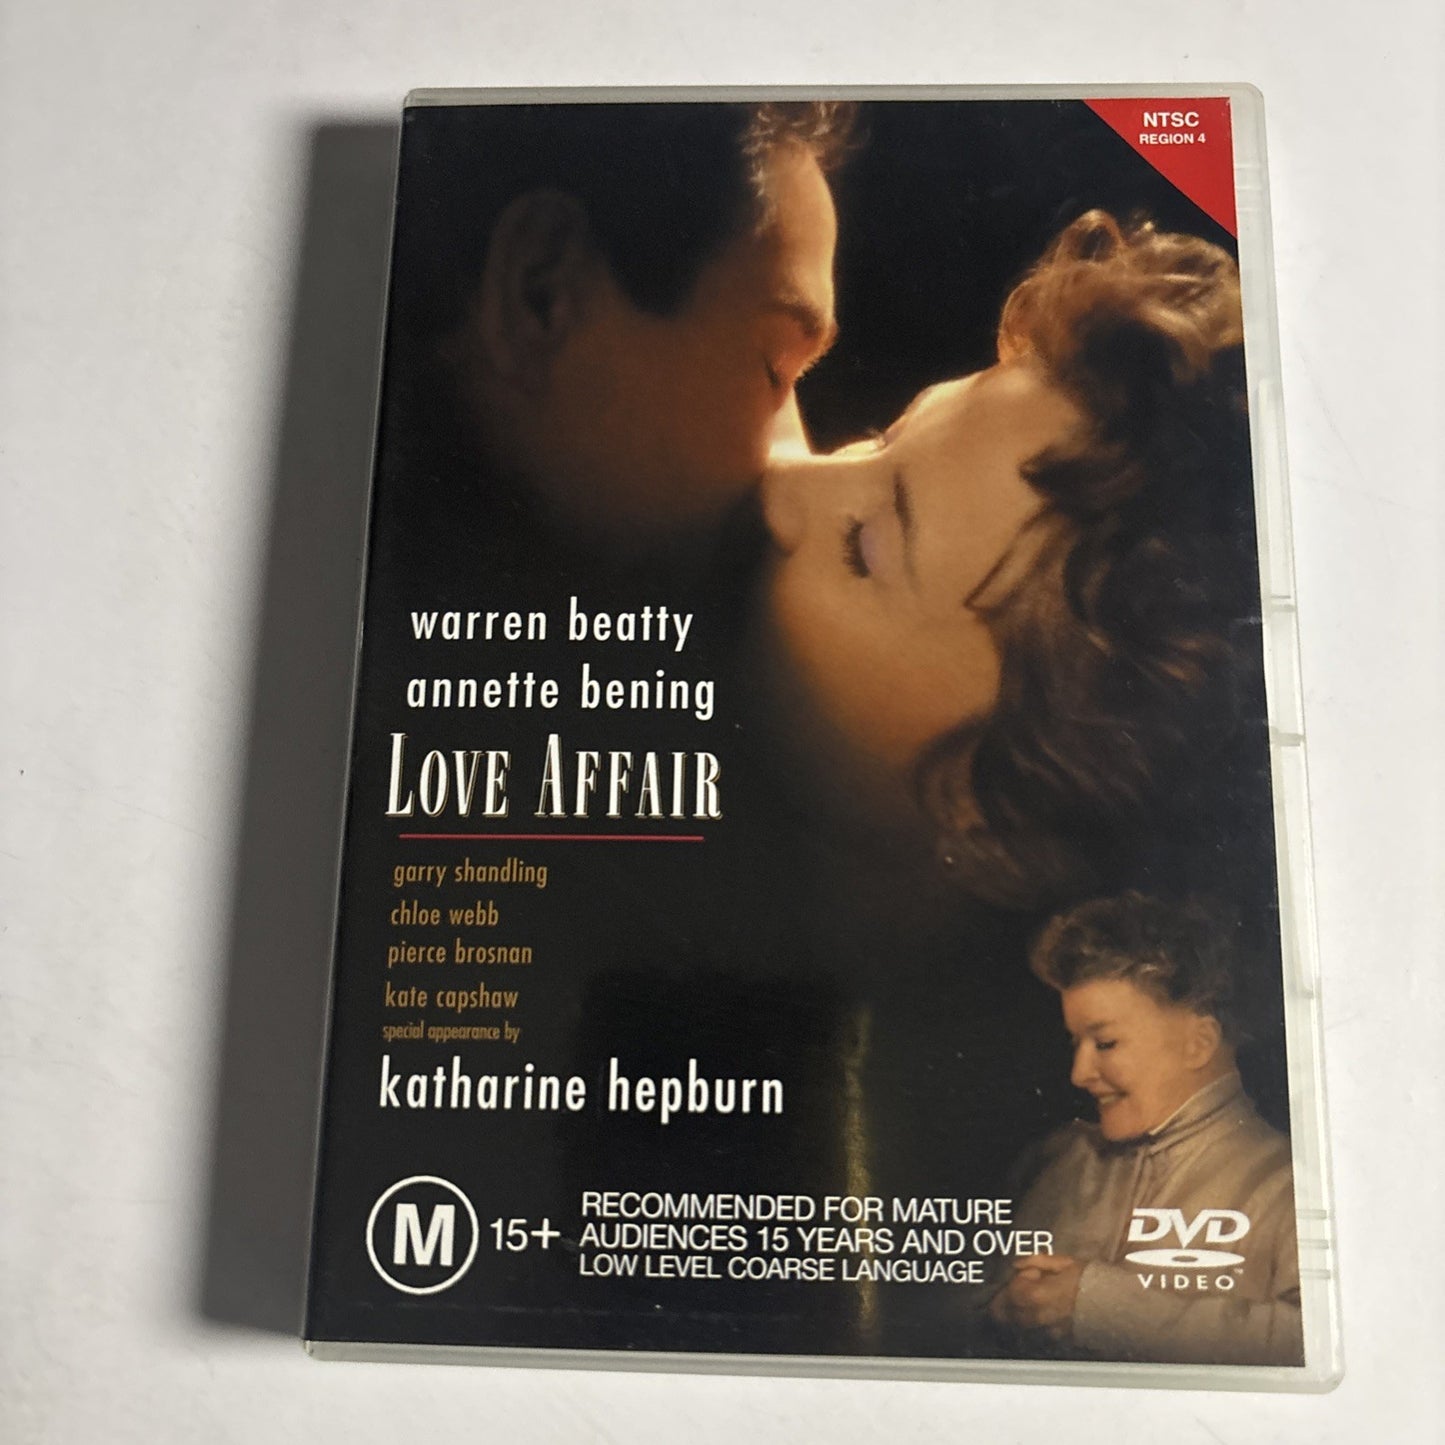 NTSC
REGION 4
warren beatty
annette bening
LOVE AFFAIR
garry shandling
chloe webb
pierce brosnan
kate capshaw
special appearance by
katharine hepburn
M 15+
RECOMMENDED FOR MATURE
AUDIENCES 15 YEARS AND OVER
LOW LEVEL COARSE LANGUAGE
DVD
VIDEO™